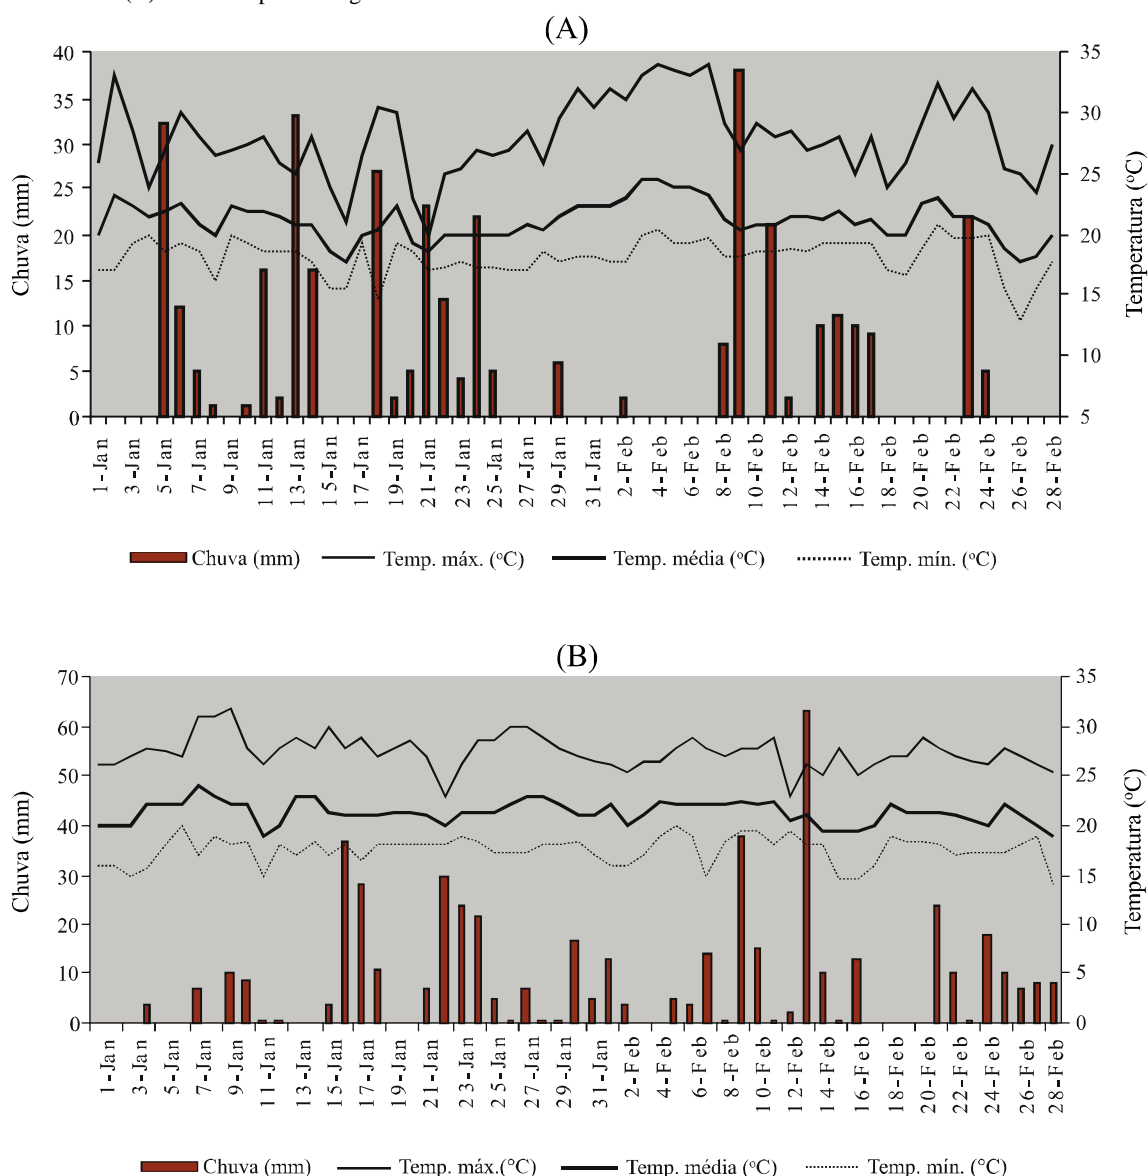 (A)
40
35
30
25
20
15
10
5
0
Chuva (mm)
35
30
25
20
15
10
5
Temperatura (ºC)
1-Jan
3-Jan
5-Jan
7-Jan
9-Jan
11-Jan
13-Jan
15-Jan
17-Jan
19-Jan
21-Jan
23-Jan
25-Jan
27-Jan
29-Jan
31-Jan
2-Feb
4-Feb
6-Feb
8-Feb
10-Feb
12-Feb
14-Feb
16-Feb
18-Feb
20-Feb
22-Feb
24-Feb
26-Feb
28-Feb
Chuva (mm) Temp. máx. (ºC) Temp. média (ºC) Temp. mín. (ºC)
(B)
70
60
50
40
30
20
10
0
Chuva (mm)
35
30
25
20
15
10
5
0
Temperatura (ºC)
1-Jan
3-Jan
5-Jan
7-Jan
9-Jan
11-Jan
13-Jan
15-Jan
17-Jan
19-Jan
21-Jan
23-Jan
25-Jan
27-Jan
29-Jan
31-Jan
2-Feb
4-Feb
6-Feb
8-Feb
10-Feb
12-Feb
14-Feb
16-Feb
18-Feb
20-Feb
22-Feb
24-Feb
26-Feb
28-Feb
Chuva (mm) Temp. máx.(°C) Temp. média (ºC) Temp. mín. (°C)